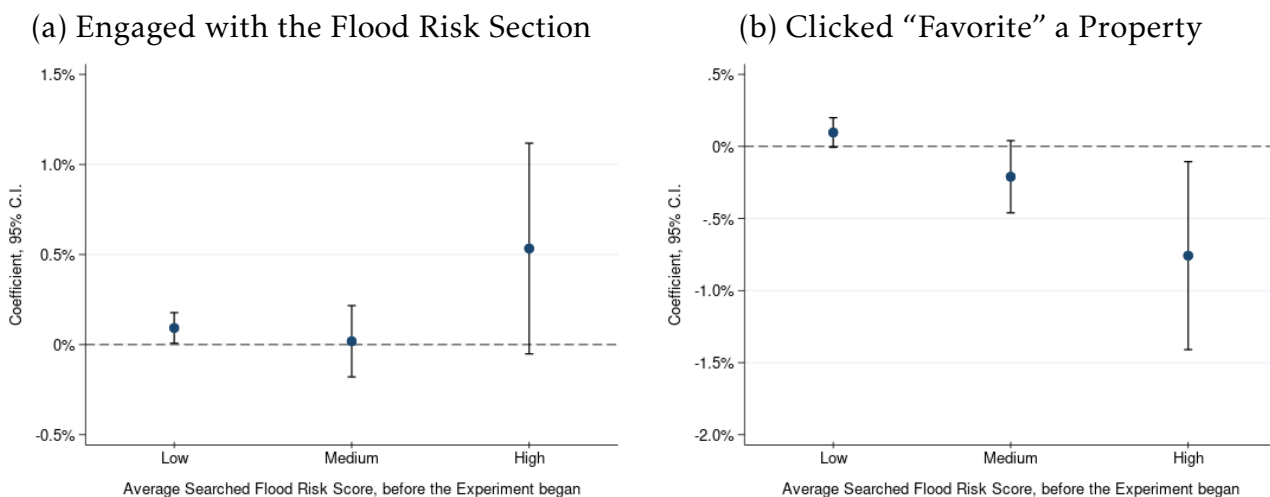 (a) Engaged with the Flood Risk Section
1.5%
1.0%
0.5%
0%
-0.5%
Coefficient, 95% C.I.
Low Medium High
Average Searched Flood Risk Score, before the Experiment began
(b) Clicked “Favorite” a Property
.5%
0%
-.5%
-1.0%
-1.5%
-2.0%
Coefficient, 95% C.I.
Low Medium High
Average Searched Flood Risk Score, before the Experiment began